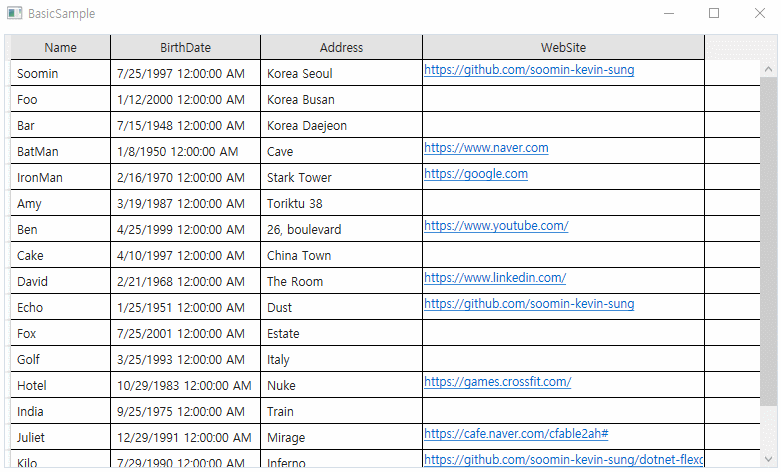 BasicSample
Name BirthDate Address WebSite
Soomin 7/25/1997 12:00:00 AM Korea Seoul https://github.com/soomin-kevin-sung
Foo 1/12/2000 12:00:00 AM Korea Busan
Bar 7/15/1948 12:00:00 AM Korea Daejeon
BatMan 1/8/1950 12:00:00 AM Cave https://www.naver.com
IronMan 2/16/1970 12:00:00 AM Stark Tower https://google.com
Amy 3/19/1987 12:00:00 AM Toriktu 38
Ben 4/25/1999 12:00:00 AM 26, boulevard https://www.youtube.com/
Cake 4/10/1997 12:00:00 AM China Town
David 2/21/1968 12:00:00 AM The Room https://www.linkedin.com/
Echo 1/25/1951 12:00:00 AM Dust https://github.com/soomin-kevin-sung
Fox 7/25/2001 12:00:00 AM Estate
Golf 3/25/1993 12:00:00 AM Italy
Hotel 10/29/1983 12:00:00 AM Nuke https://games.crossfit.com/
India 9/25/1975 12:00:00 AM Train
Juliet 12/29/1991 12:00:00 AM Mirage https://cafe.naver.com/cfable2ah#
Kilo 7/29/1990 12:00:00 AM Inferno https://github.com/soomin-kevin-sung/dotnet-flexg